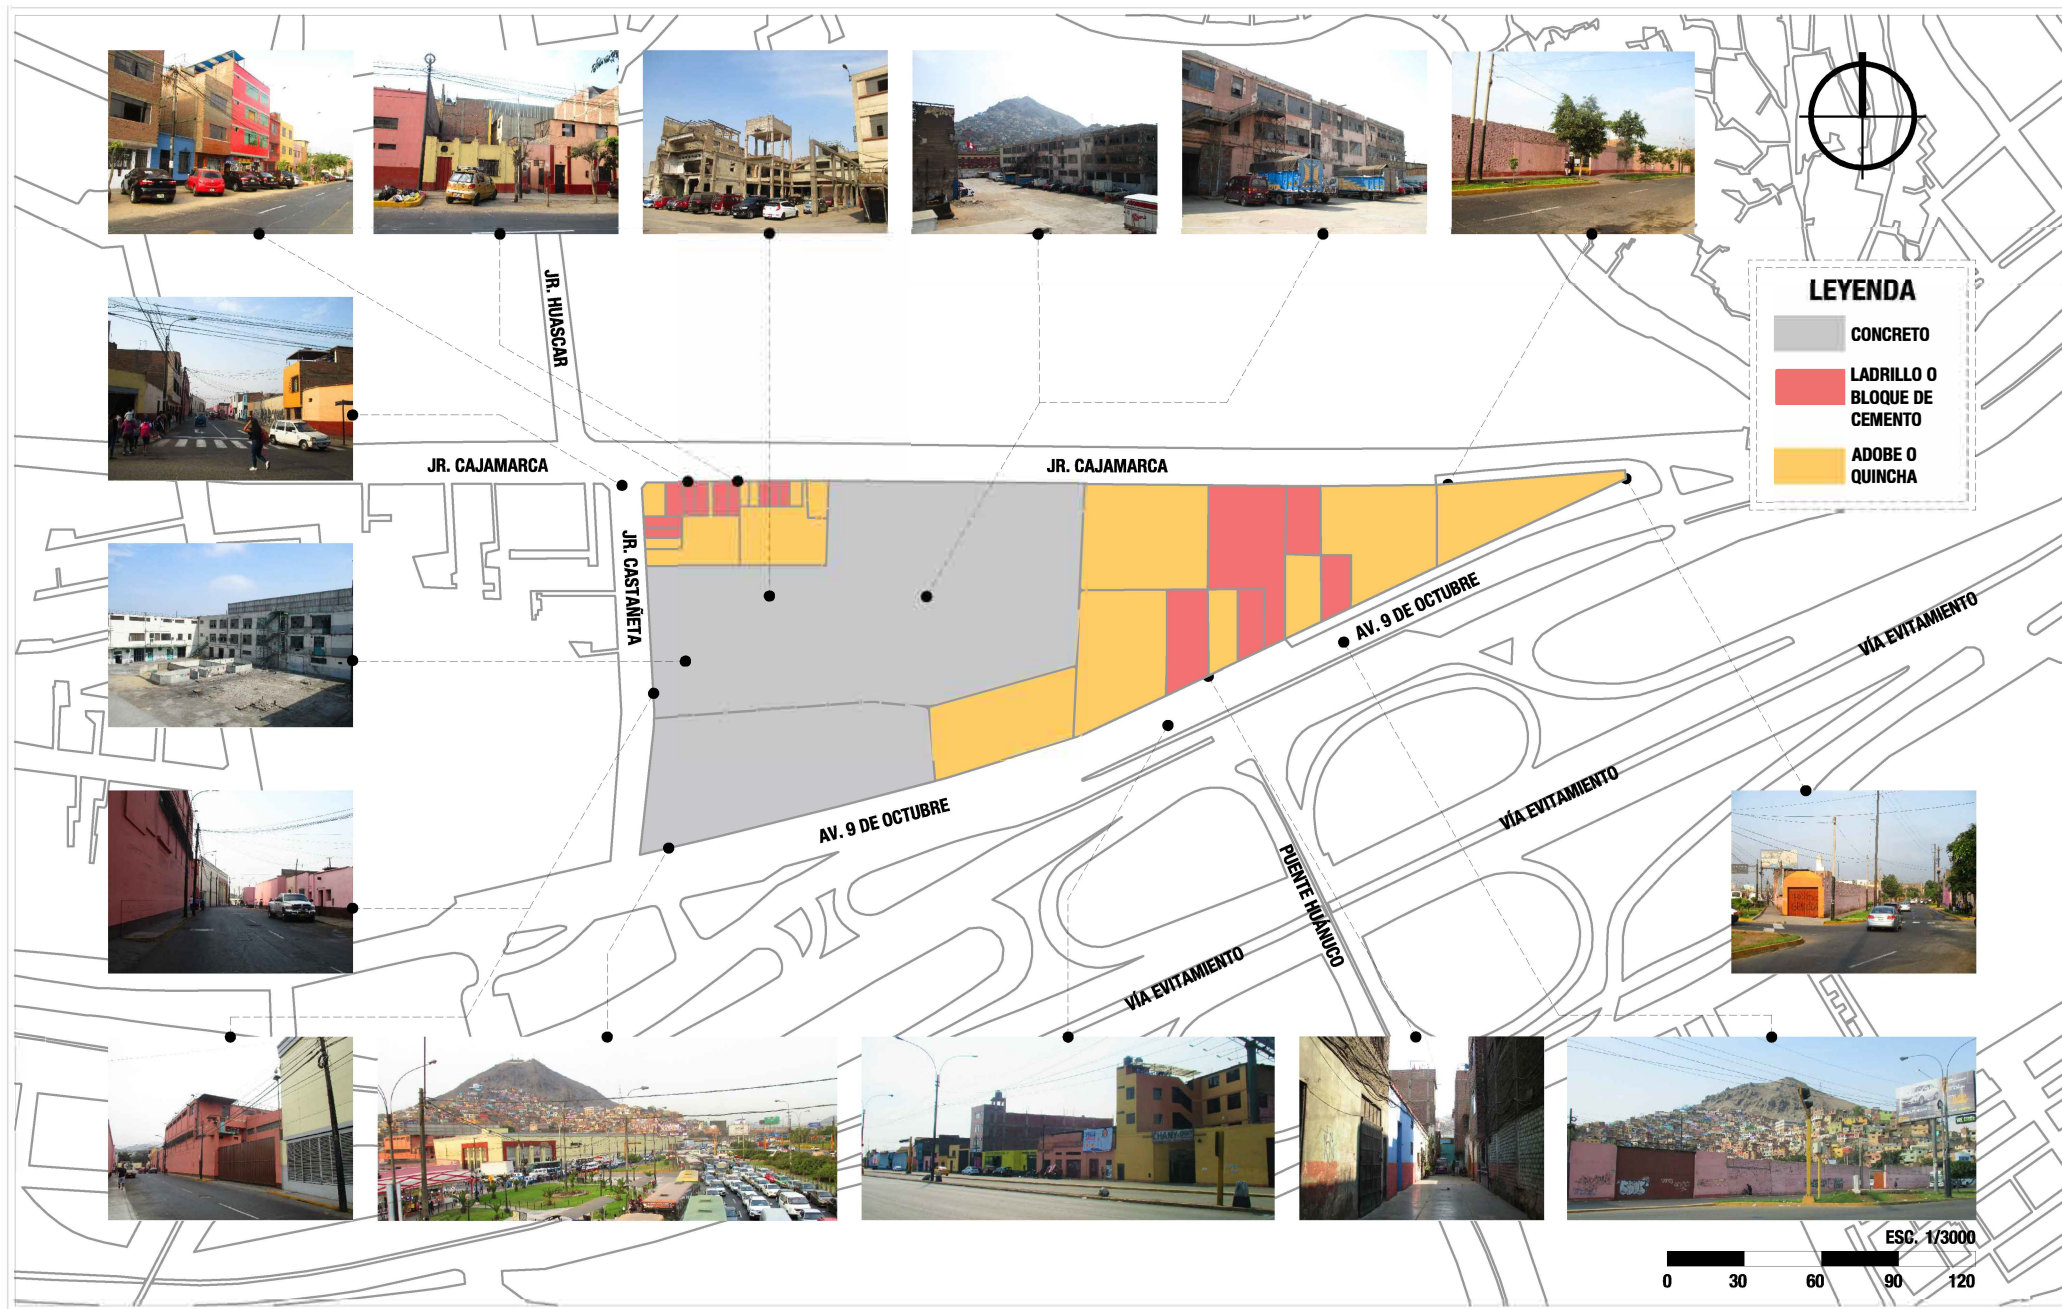 JR. HUASCAR
LEYENDA
CONCRETO
LADRILLO O
BLOQUE DE
CEMENTO
ADOBE O
QUINCHA
JR. CAJAMARCA
JR. CAJAMARCA
JR. CASTAÑETA
AV. 9 DE OCTUBRE
VÍA EVITAMIENTO
AV. 9 DE OCTUBRE
VÍA EVITAMIENTO
PUENTE HUÁNUCO
VÍA EVITAMIENTO
ESC. 1/3000
0 30 60 90 120